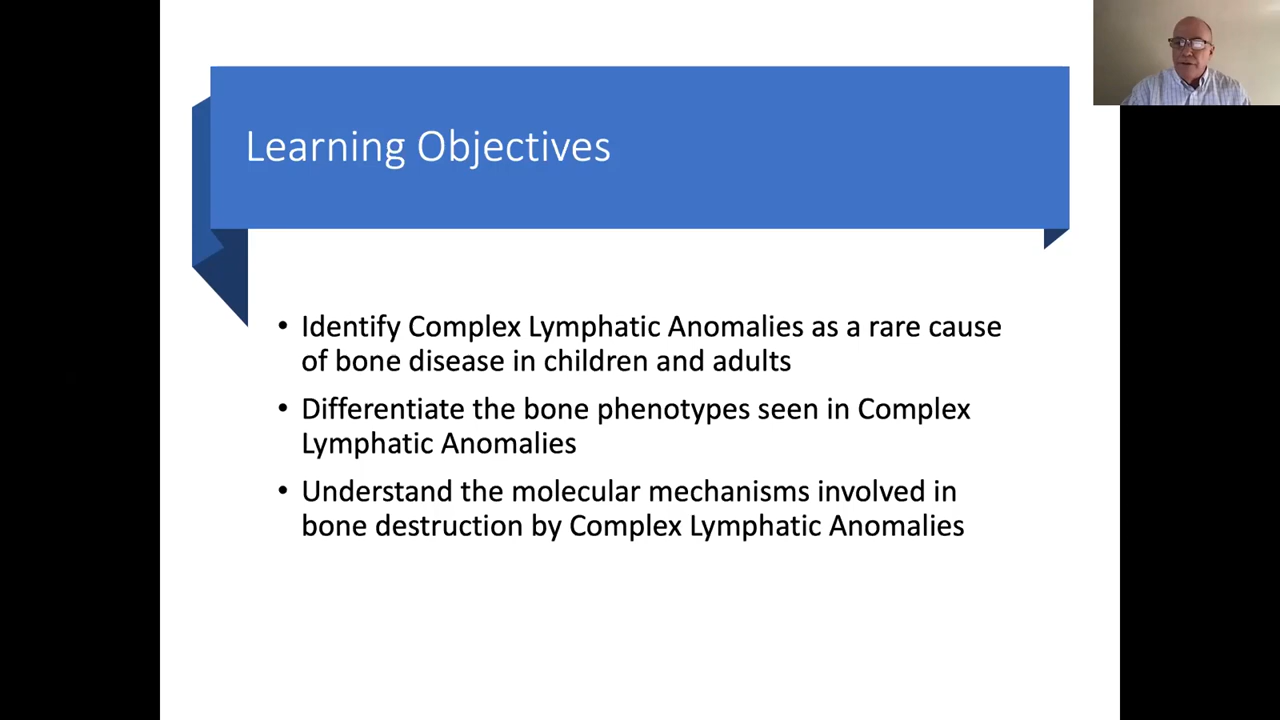 Learning Objectives
• Identify Complex Lymphatic Anomalies as a rare cause
of bone disease in children and adults
• Differentiate the bone phenotypes seen in Complex
Lymphatic Anomalies
• Understand the molecular mechanisms involved in
bone destruction by Complex Lymphatic Anomalies